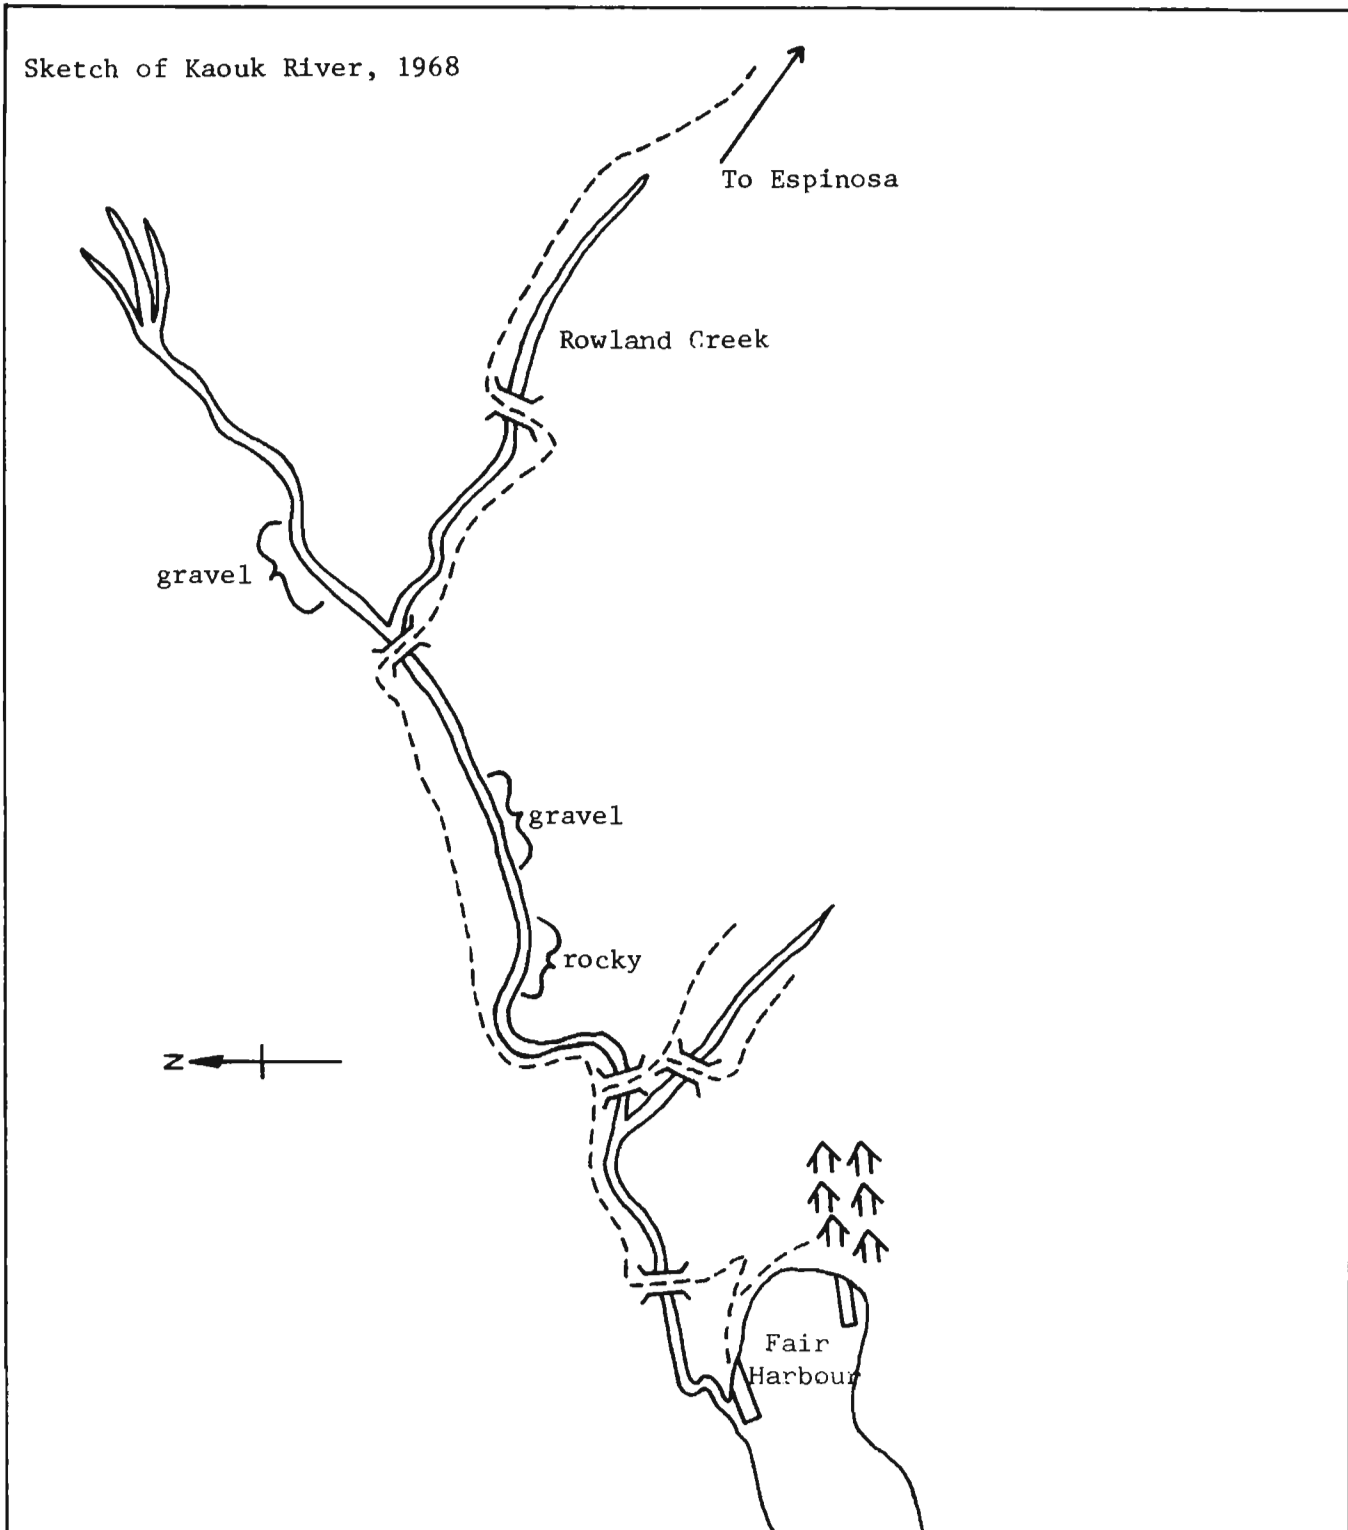 Sketch of Kaouk River, 1968
To Espinosa
Rowland Creek
gravel
gravel
rocky
N
Fair
Harbour